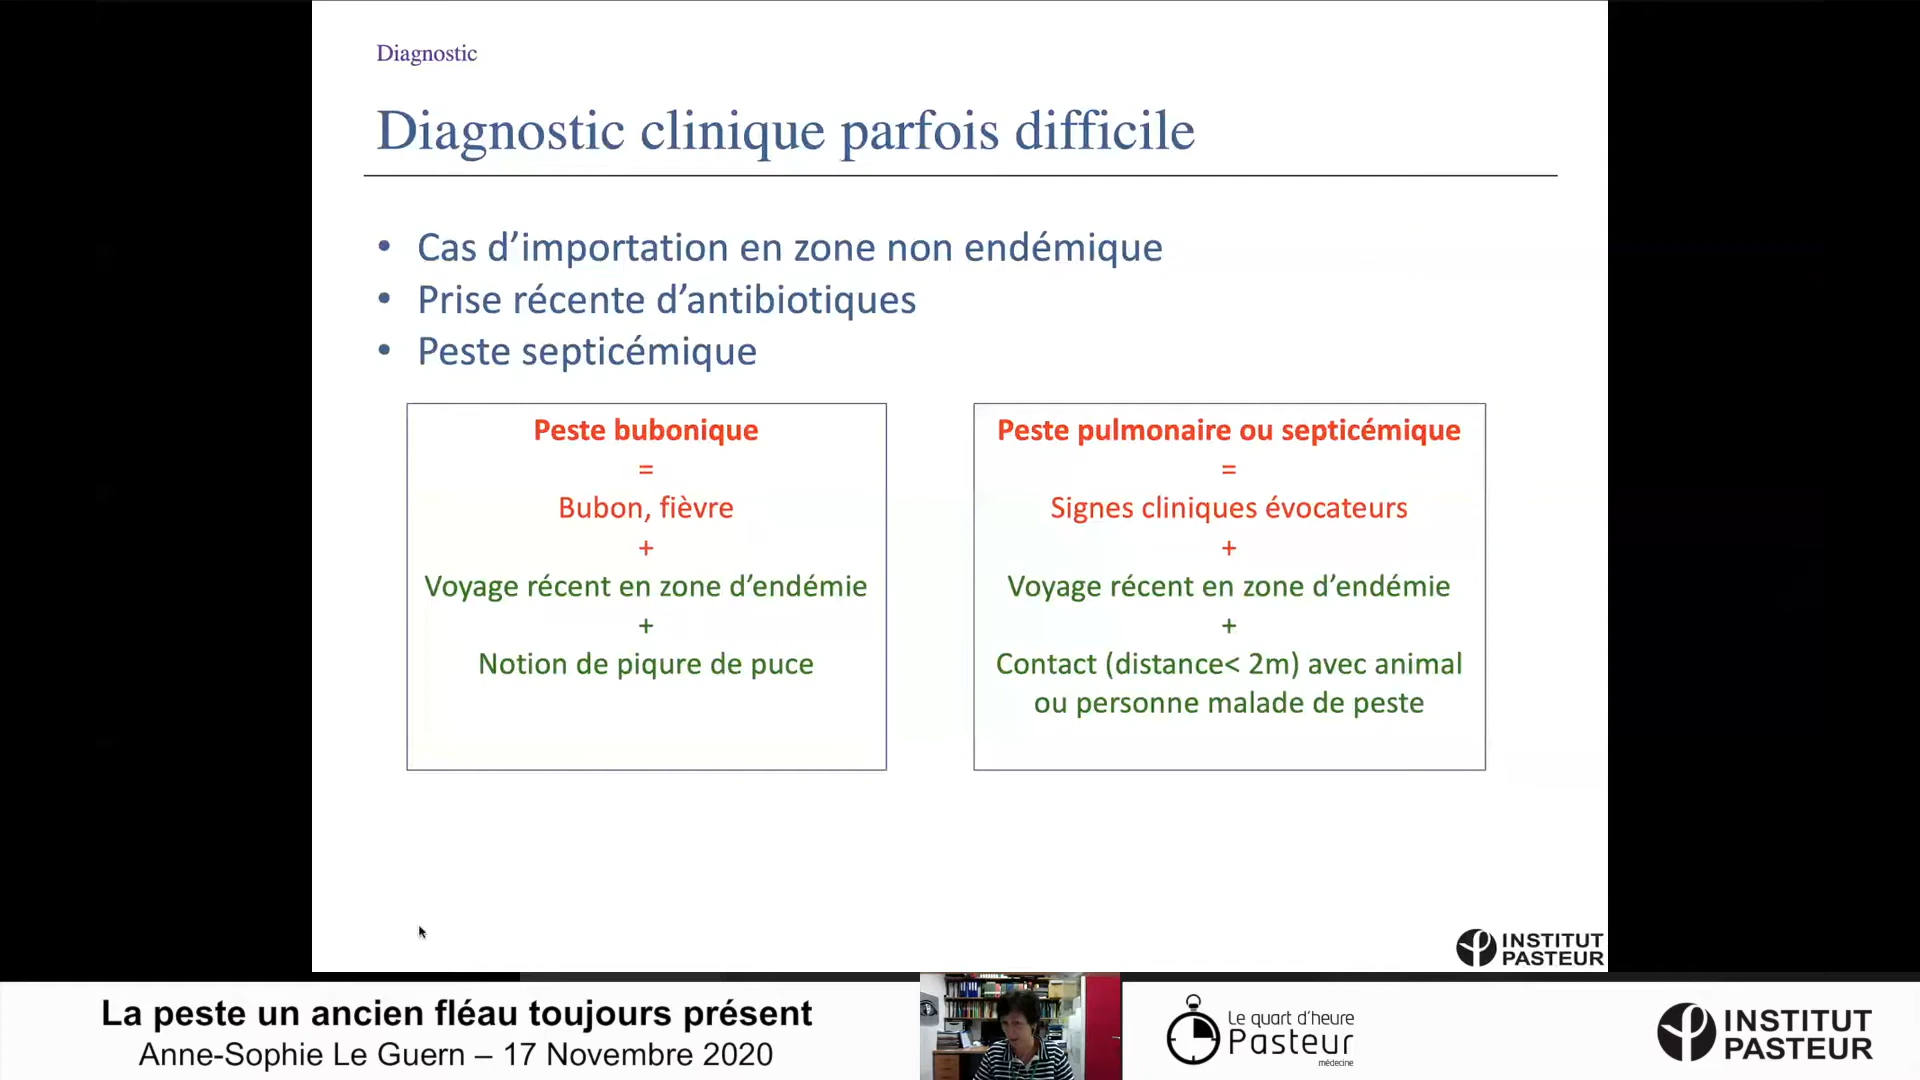 Diagnostic
Diagnostic clinique parfois difficile
• Cas d’importation en zone non endémique
• Prise récente d’antibiotiques
• Peste septicémique
Peste bubonique
=
Bubon, fièvre
+
Voyage récent en zone d’endémie
+
Notion de piqure de puce
Peste pulmonaire ou septicémique
=
Signes cliniques évocateurs
+
Voyage récent en zone d’endémie
+
Contact (distance< 2m) avec animal
ou personne malade de peste
INSTITUT
PASTEUR
La peste un ancien fléau toujours présent
Anne-Sophie Le Guern – 17 Novembre 2020
Le quart d’heure
Pasteur
médecine
INSTITUT
PASTEUR